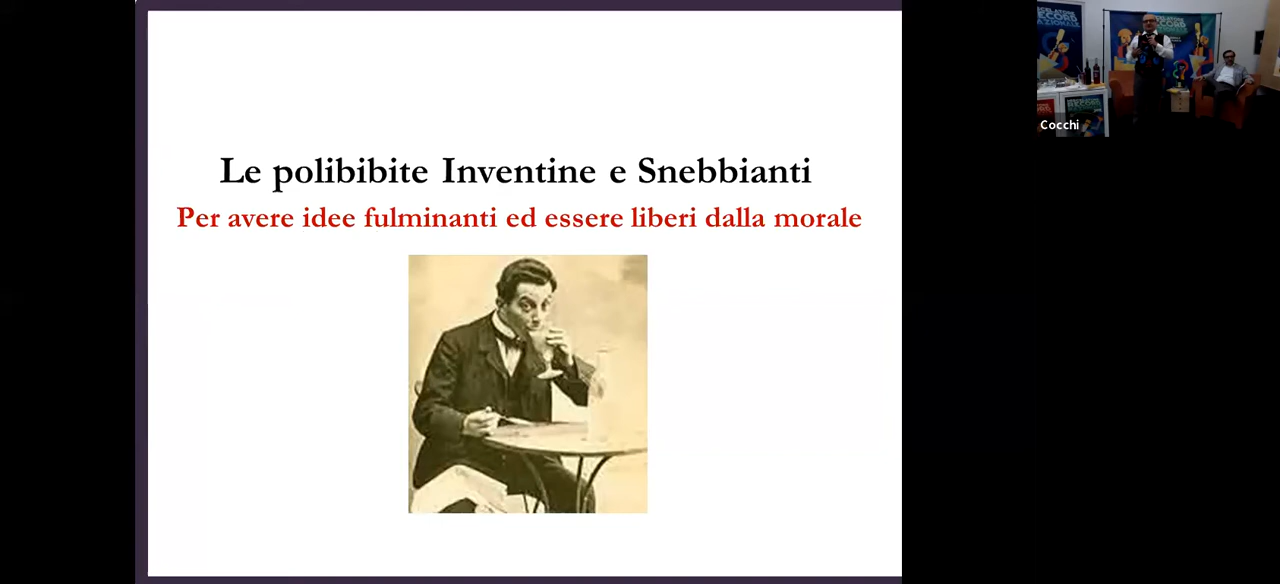 Le polibibite Inventine e Snebbianti
Per avere idee fulminanti ed essere liberi dalla morale
Cocchi